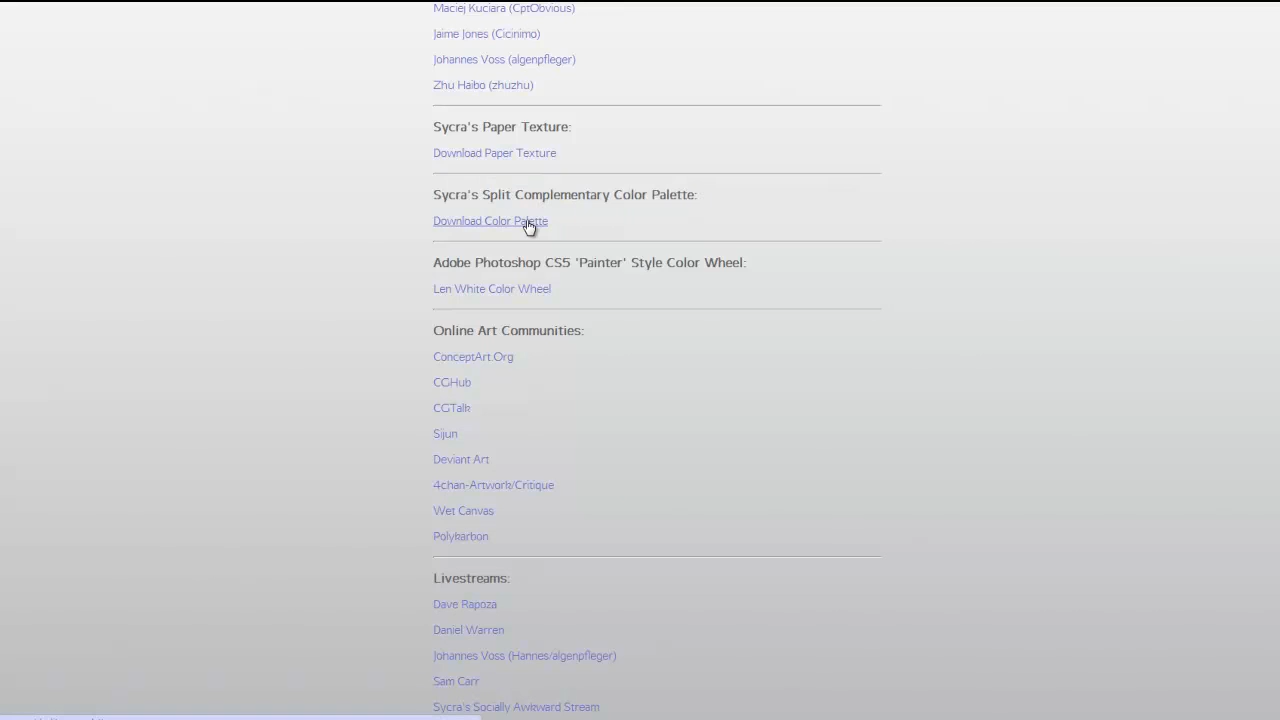 Maciej Kuciara (CptObvious)
Jaime Jones (Cicinimo)
Johannes Voss (algenpfleger)
Zhu Haibo (zhuzhu)
Sycra's Paper Texture:
Download Paper Texture
Sycra's Split Complementary Color Palette:
Download Color Palette
Adobe Photoshop CS5 'Painter' Style Color Wheel:
Len White Color Wheel
Online Art Communities:
ConceptArt.Org
CGHub
CGTalk
Sijun
Deviant Art
4chan-Artwork/Critique
Wet Canvas
Polykarbon
Livestreams:
Dave Rapoza
Daniel Warren
Johannes Voss (Hannes/algenpfleger)
Sam Carr
Sycra's Socially Awkward Stream